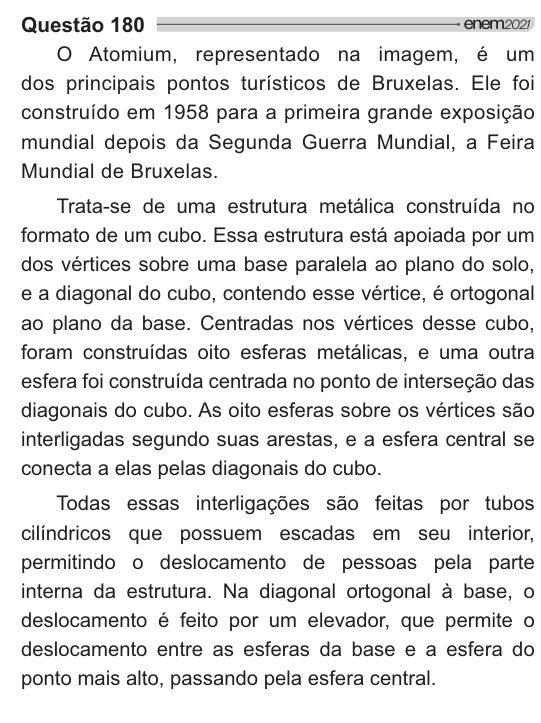 Questão 180 enem2021
O Atomium, representado na imagem, é um
dos principais pontos turísticos de Bruxelas. Ele foi
construído em 1958 para a primeira grande exposição
mundial depois da Segunda Guerra Mundial, a Feira
Mundial de Bruxelas.
Trata-se de uma estrutura metálica construída no
formato de um cubo. Essa estrutura está apoiada por um
dos vértices sobre uma base paralela ao plano do solo,
e a diagonal do cubo, contendo esse vértice, é ortogonal
ao plano da base. Centradas nos vértices desse cubo,
foram construídas oito esferas metálicas, e uma outra
esfera foi construída centrada no ponto de interseção das
diagonais do cubo. As oito esferas sobre os vértices são
interligadas segundo suas arestas, e a esfera central se
conecta a elas pelas diagonais do cubo.
Todas essas interligações são feitas por tubos
cilíndricos que possuem escadas em seu interior,
permitindo o deslocamento de pessoas pela parte
interna da estrutura. Na diagonal ortogonal à base, o
deslocamento é feito por um elevador, que permite o
deslocamento entre as esferas da base e a esfera do
ponto mais alto, passando pela esfera central.